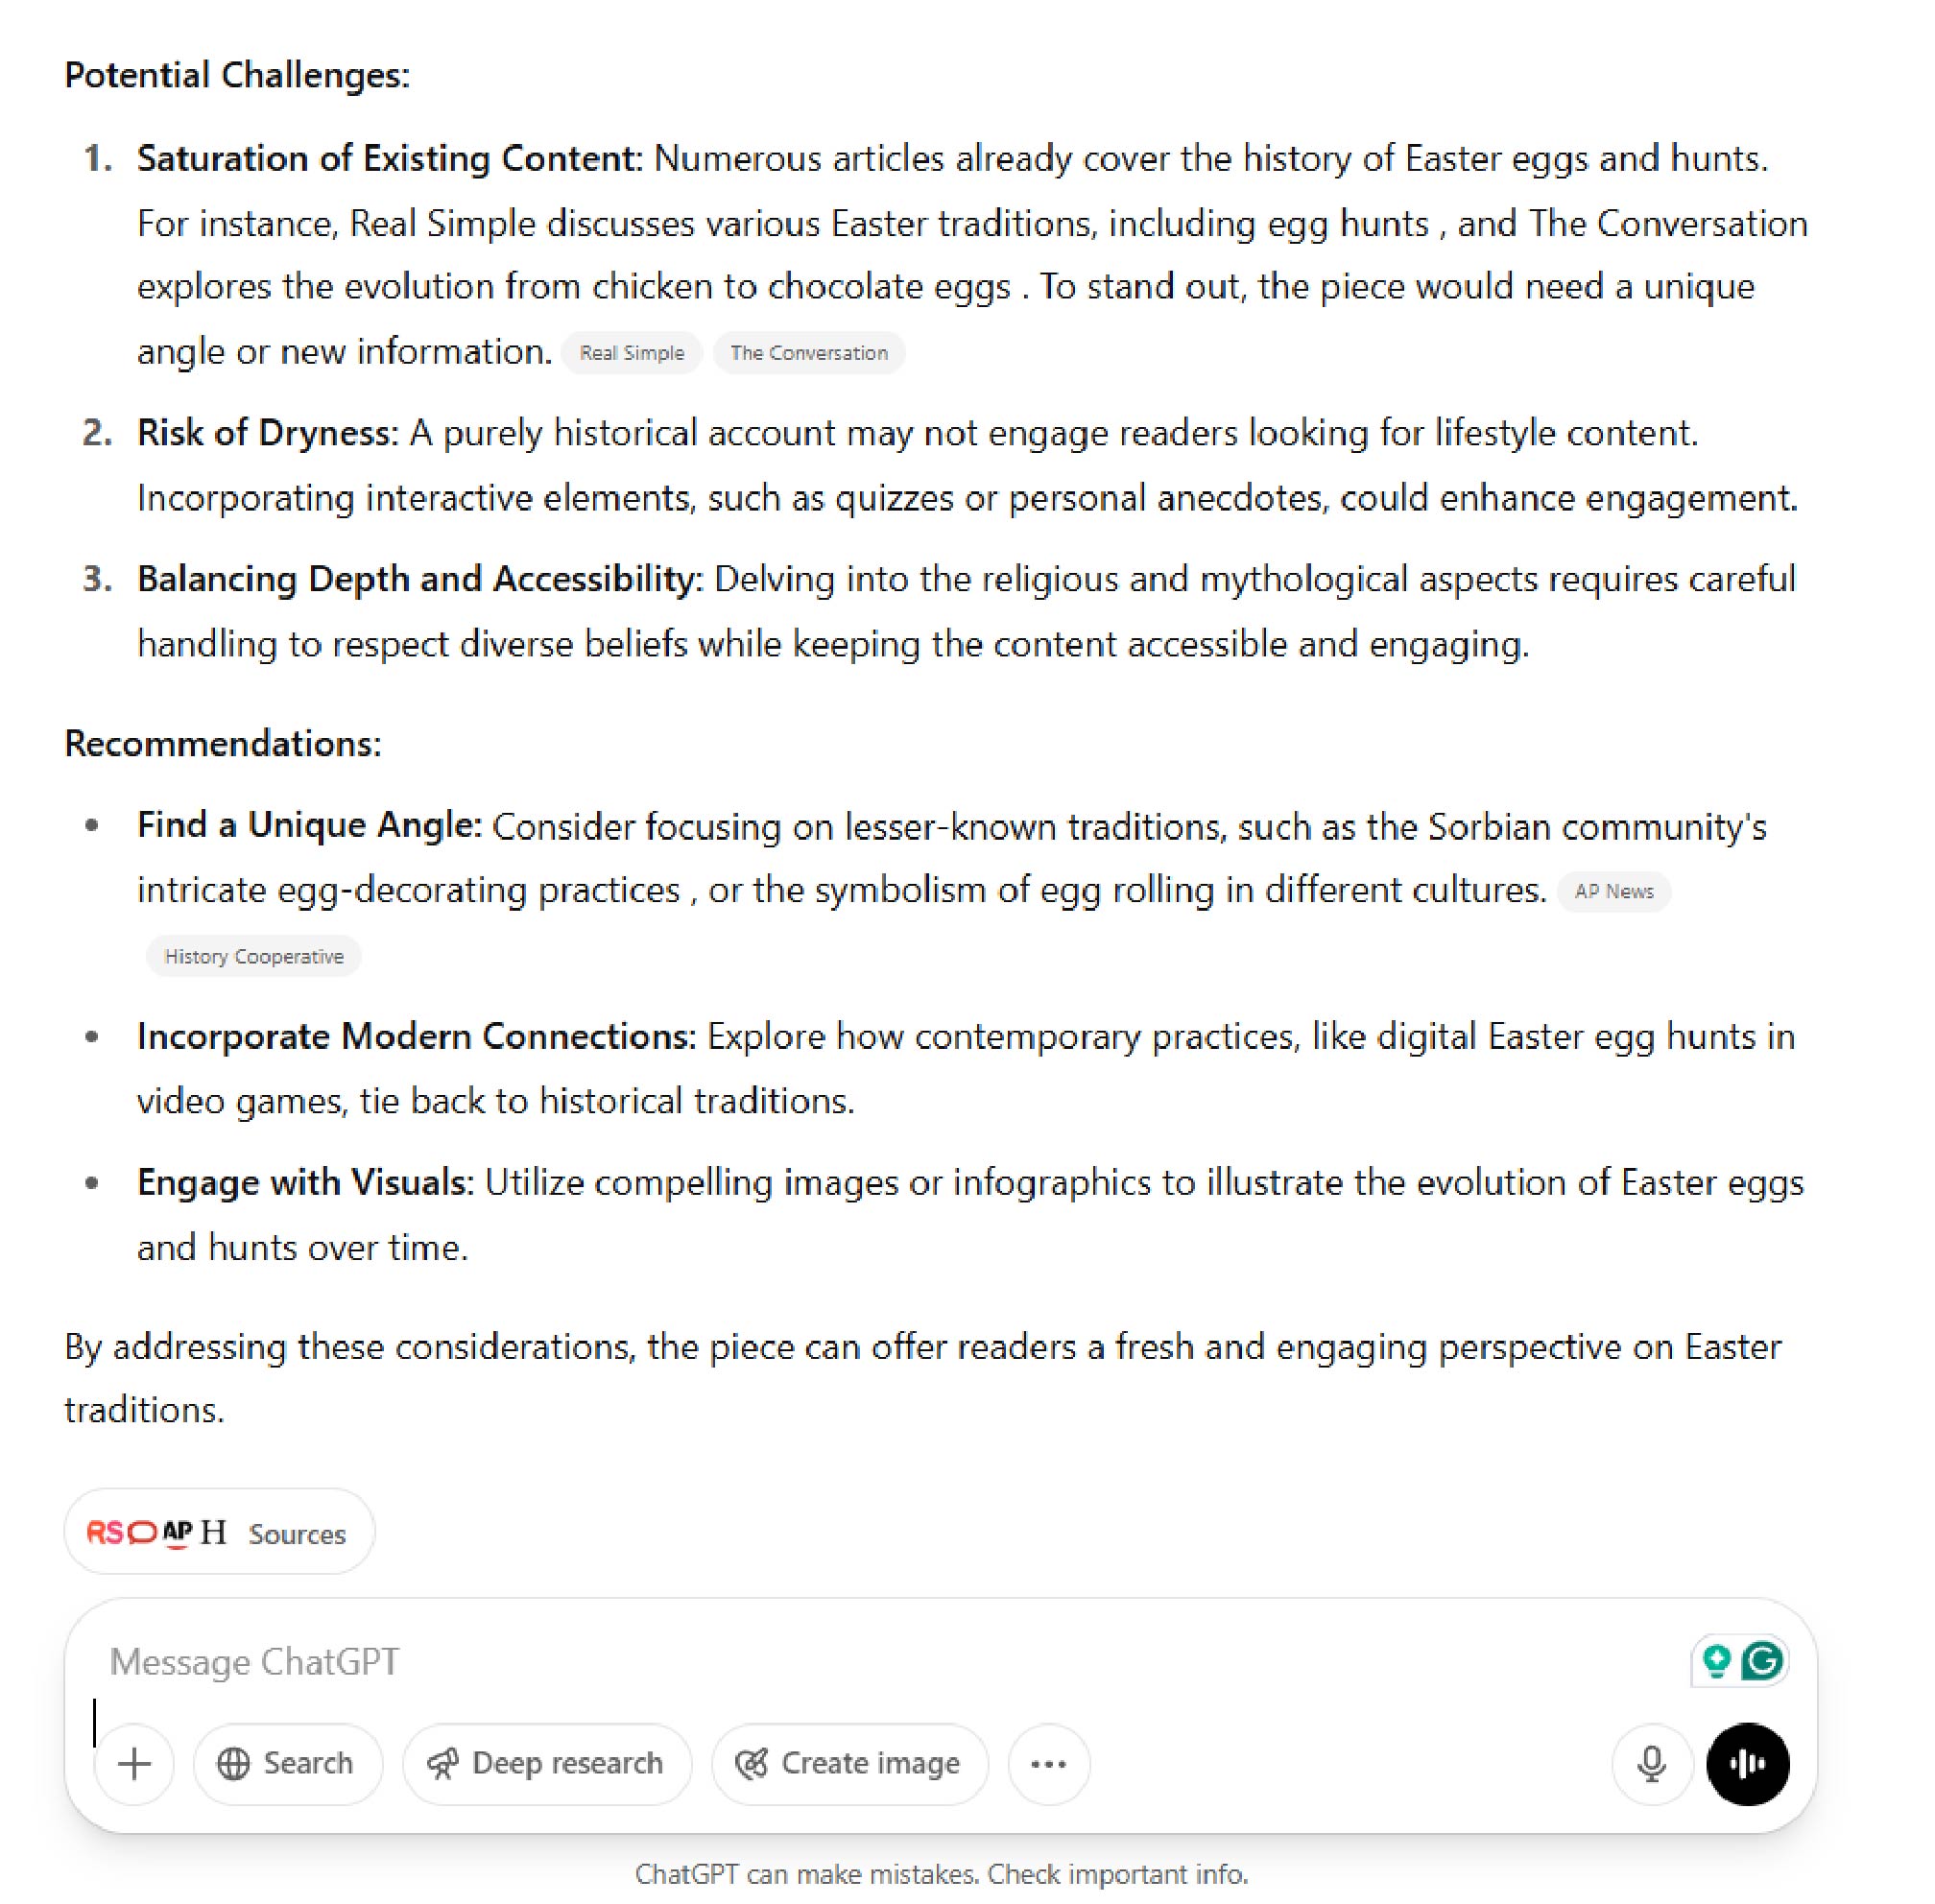 Potential Challenges:
1. Saturation of Existing Content: Numerous articles already cover the history of Easter eggs and hunts.
For instance, Real Simple discusses various Easter traditions, including egg hunts , and The Conversation
explores the evolution from chicken to chocolate eggs . To stand out, the piece would need a unique
angle or new information. Real Simple The Conversation
2. Risk of Dryness: A purely historical account may not engage readers looking for lifestyle content.
Incorporating interactive elements, such as quizzes or personal anecdotes, could enhance engagement.
3. Balancing Depth and Accessibility: Delving into the religious and mythological aspects requires careful
handling to respect diverse beliefs while keeping the content accessible and engaging.
Recommendations:
• Find a Unique Angle: Consider focusing on lesser-known traditions, such as the Sorbian community's
intricate egg-decorating practices , or the symbolism of egg rolling in different cultures. AP News
History Cooperative
• Incorporate Modern Connections: Explore how contemporary practices, like digital Easter egg hunts in
video games, tie back to historical traditions.
• Engage with Visuals: Utilize compelling images or infographics to illustrate the evolution of Easter eggs
and hunts over time.
By addressing these considerations, the piece can offer readers a fresh and engaging perspective on Easter
traditions.
RS AP H Sources
Message ChatGPT
G
Search Deep research Create image
ChatGPT can make mistakes. Check important info.